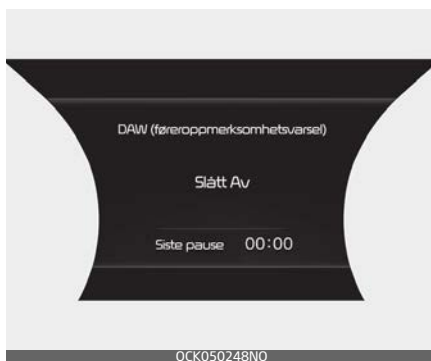 DAW (føreroppmerksomhetsvarsel)
Slått Av
Siste pause 00:00
OCK050248NO